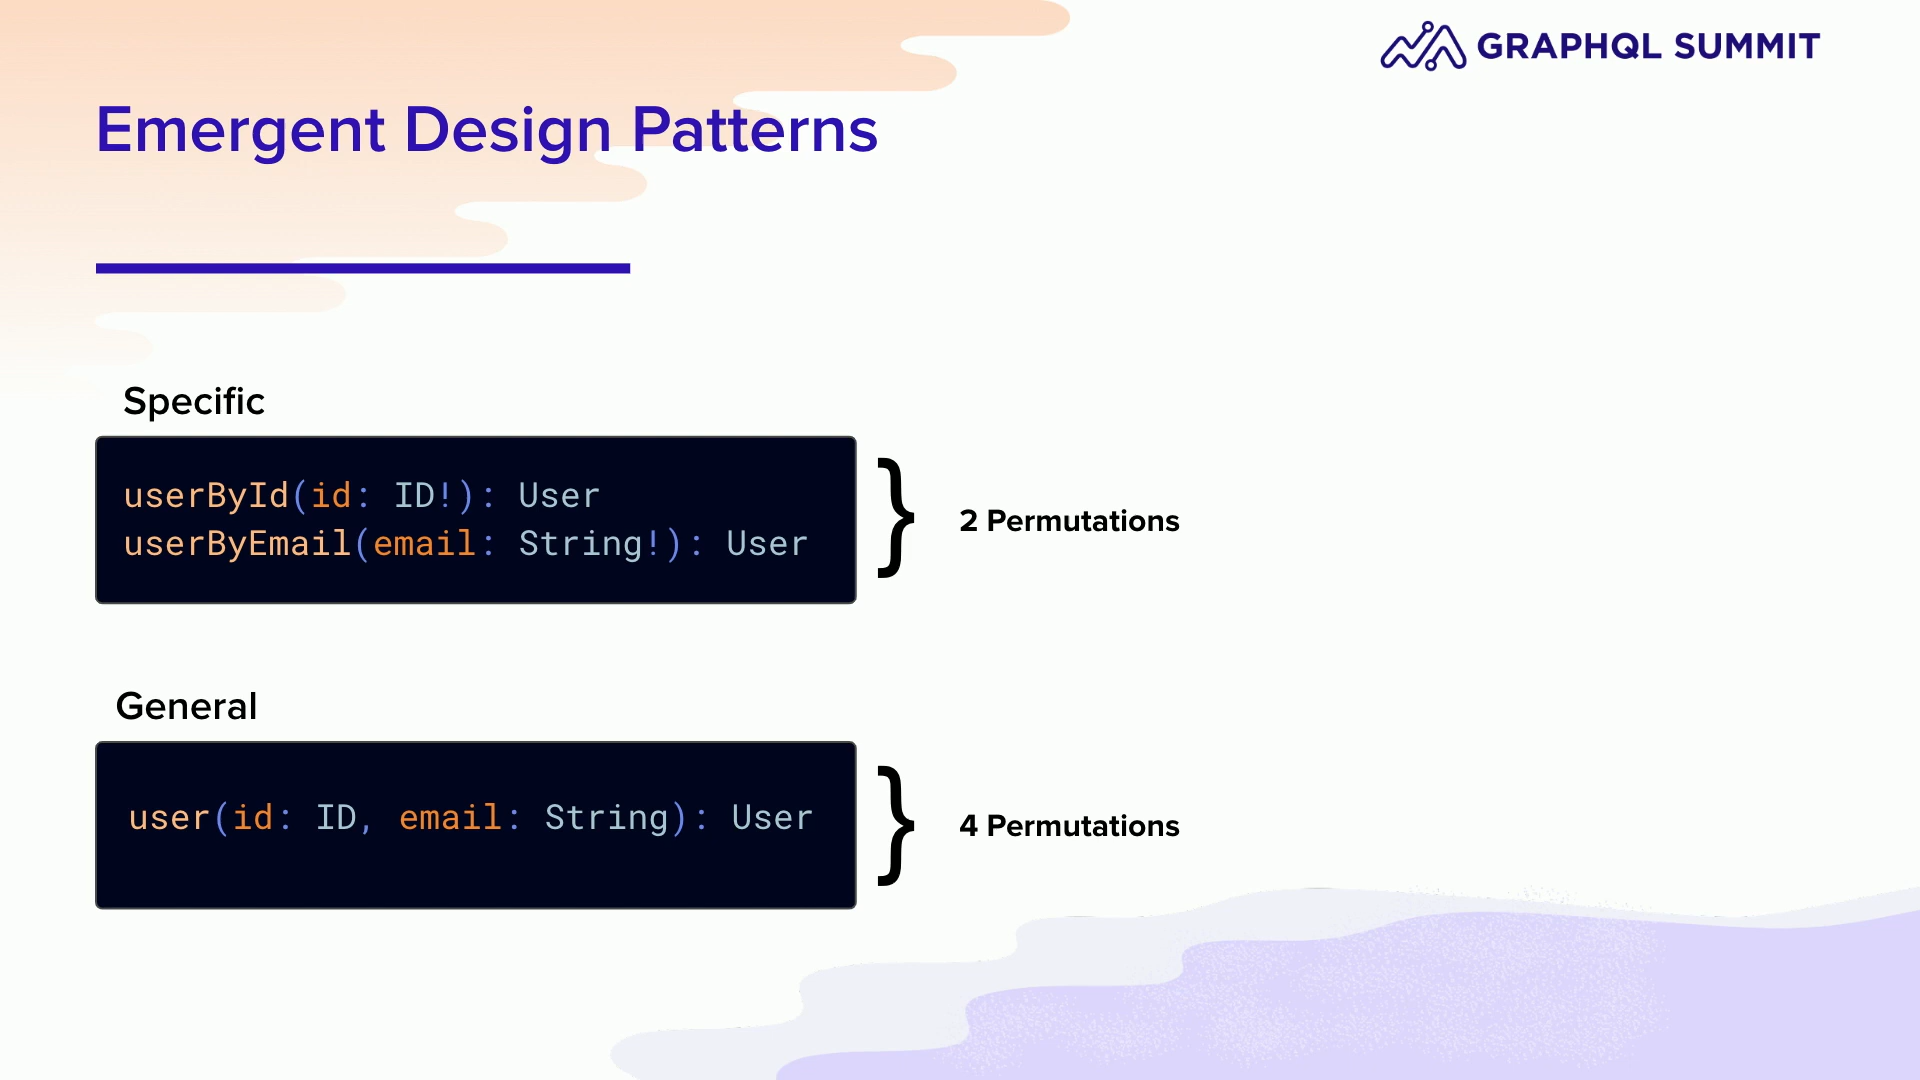 GRAPHQL SUMMIT
Emergent Design Patterns
Specific
userById(id: ID!): User
userByEmail(email: String!): User
} 2 Permutations
General
user(id: ID, email: String): User
} 4 Permutations